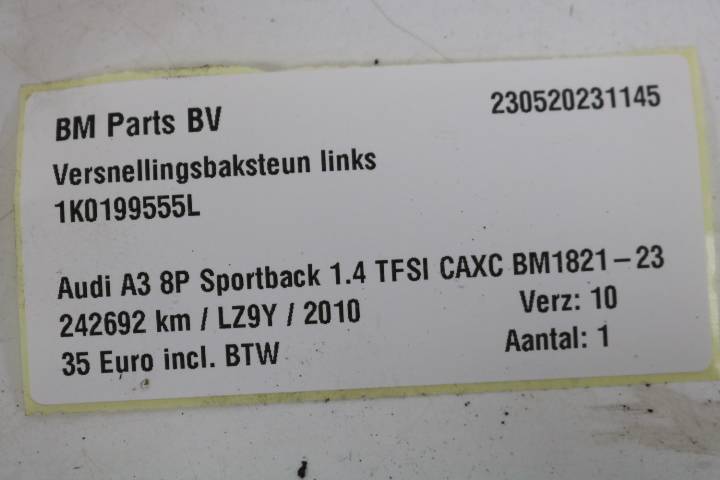 BM Parts BV 230520231145
Versnellingsbaksteun links
1K0199555L
Audi A3 8P Sportback 1.4 TFSI CAXC BM1821-23
242692 km / LZ9Y / 2010 Verz: 10
35 Euro incl. BTW Aantal: 1